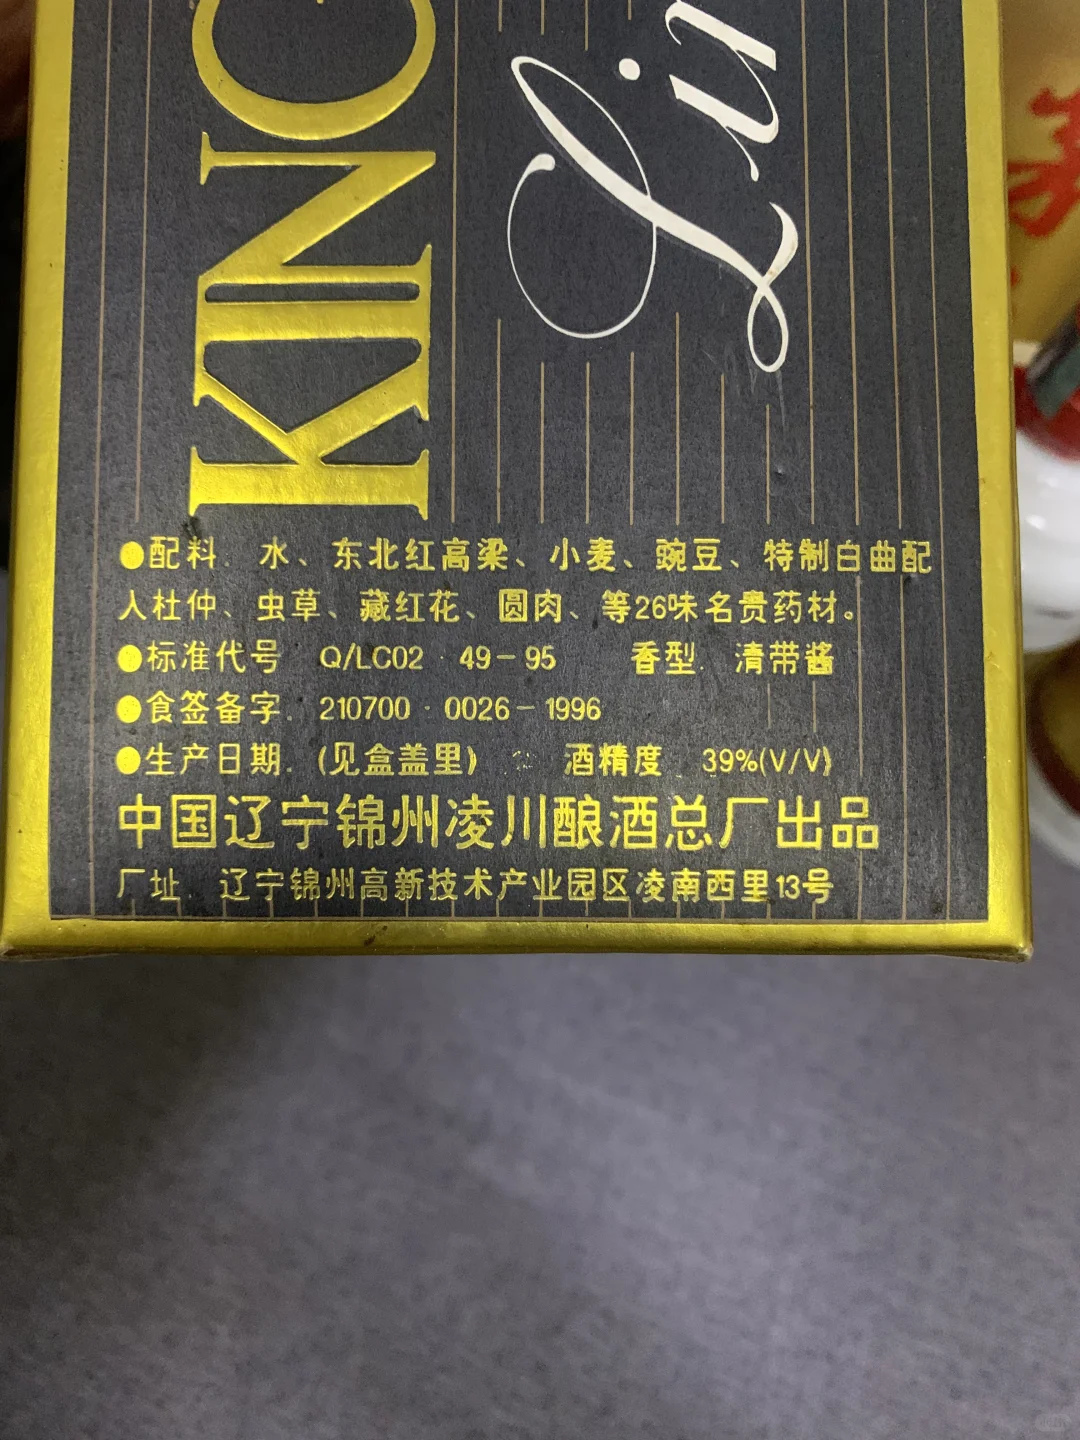 KING
Liu
●配料. 水、东北红高梁、小麦、豌豆、特制白曲配
入杜仲、虫草、藏红花、圆肉、等26味名贵药材。
●标准代号 Q/LC02·49-95 香型. 清带酱
●食签备字. 210700·0026-1996
●生产日期. (见盒盖里) 酒精度 39%(V/V)
中国辽宁锦州凌川酿酒总厂出品
厂址. 辽宁锦州高新技术产业园区凌南西里13号